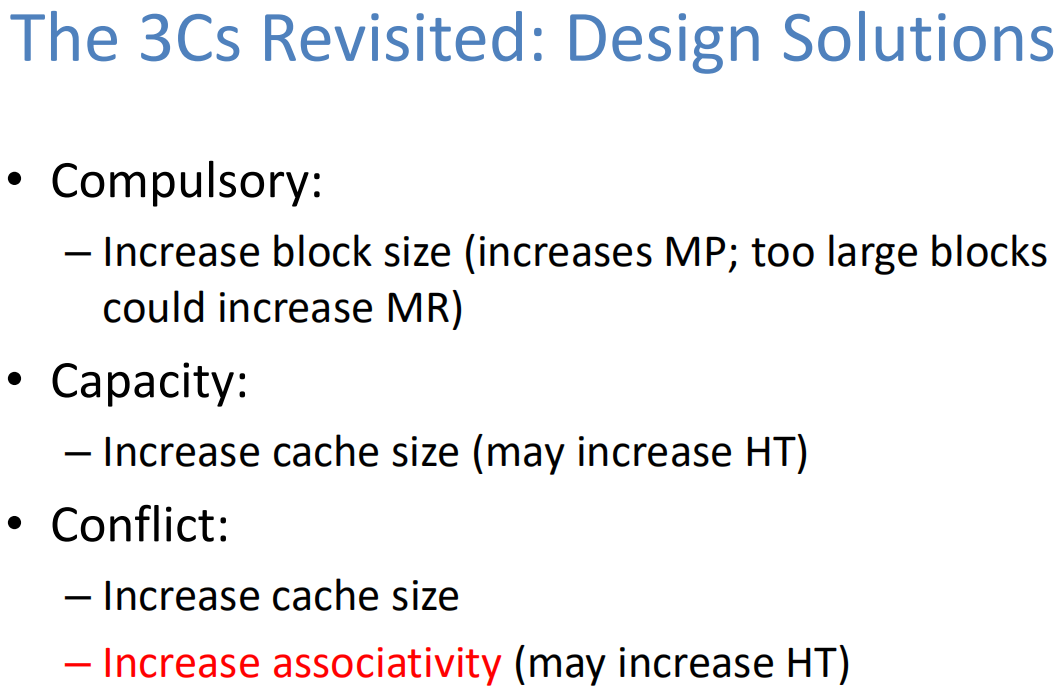 The 3Cs Revisited: Design Solutions
• Compulsory:
– Increase block size (increases MP; too large blocks
could increase MR)
• Capacity:
– Increase cache size (may increase HT)
• Conflict:
– Increase cache size
– Increase associativity (may increase HT)